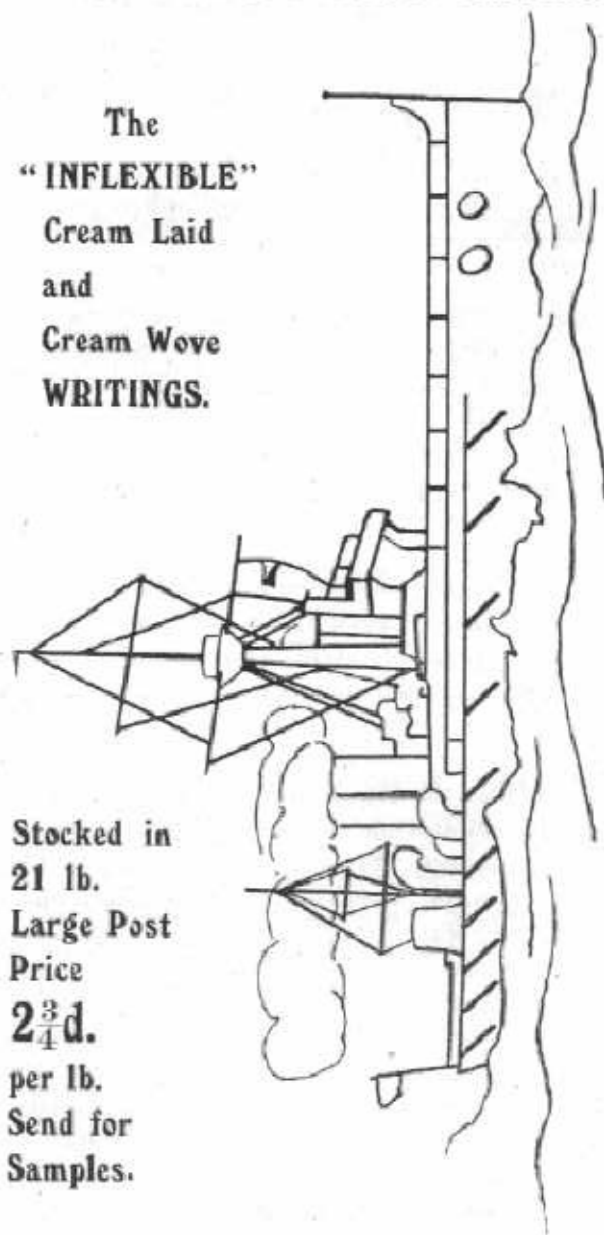 The
“INFLEXIBLE”
Cream Laid
and
Cream Wove
WRITINGS.
Stocked in
21 lb.
Large Post
Price
2¾d.
per lb.
Send for
Samples.